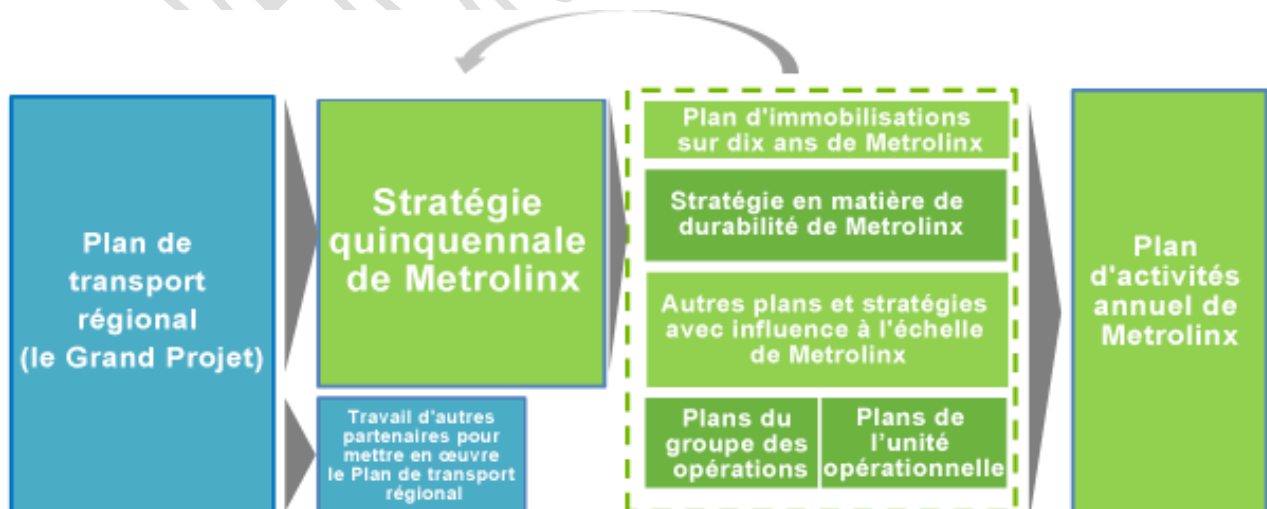 Plan de
transport
régional
(le Grand Projet)
Stratégie
quinquennale
de Metrolinx
Travail d'autres
partenaires pour
mettre en œuvre
le Plan de transport
régional
Plan d'immobilisations
sur dix ans de Metrolinx
Stratégie en matière de
durabilité de Metrolinx
Autres plans et stratégies
avec influence à l'échelle
de Metrolinx
Plans du
groupe des
opérations
Plans de
l’unité
opérationnelle
Plan
d'activités
annuel de
Metrolinx